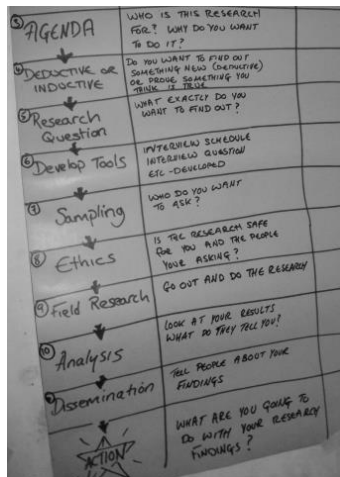 ③ AGENDA
WHO IS THIS RESEARCH
FOR? WHY DO YOU WANT
TO DO IT?
④ DEDUCTIVE OR
INDUCTIVE
DO YOU WANT TO FIND OUT
SOMETHING NEW (DEDUCTIVE)
OR PROVE SOMETHING YOU
THINK IS TRUE
⑤ Research
Question
WHAT EXACTLY DO YOU
WANT TO FIND OUT?
⑥ Develop Tools
INTERVIEW SCHEDULE
INTERVIEW QUESTION
ETC - DEVELOPED
⑦ Sampling
WHO DO YOU WANT
TO ASK?
⑧ Ethics
IS THE RESEARCH SAFE
FOR YOU AND THE PEOPLE
YOUR ASKING?
⑨ Field Research
GO OUT AND DO THE RESEARCH
⑩ Analysis
LOOK AT YOUR RESULTS
WHAT DO THEY TELL YOU?
Dissemination
TELL PEOPLE ABOUT YOUR
FINDINGS
ACTION
WHAT ARE YOU GOING TO
DO WITH YOUR RESEARCH
FINDINGS?